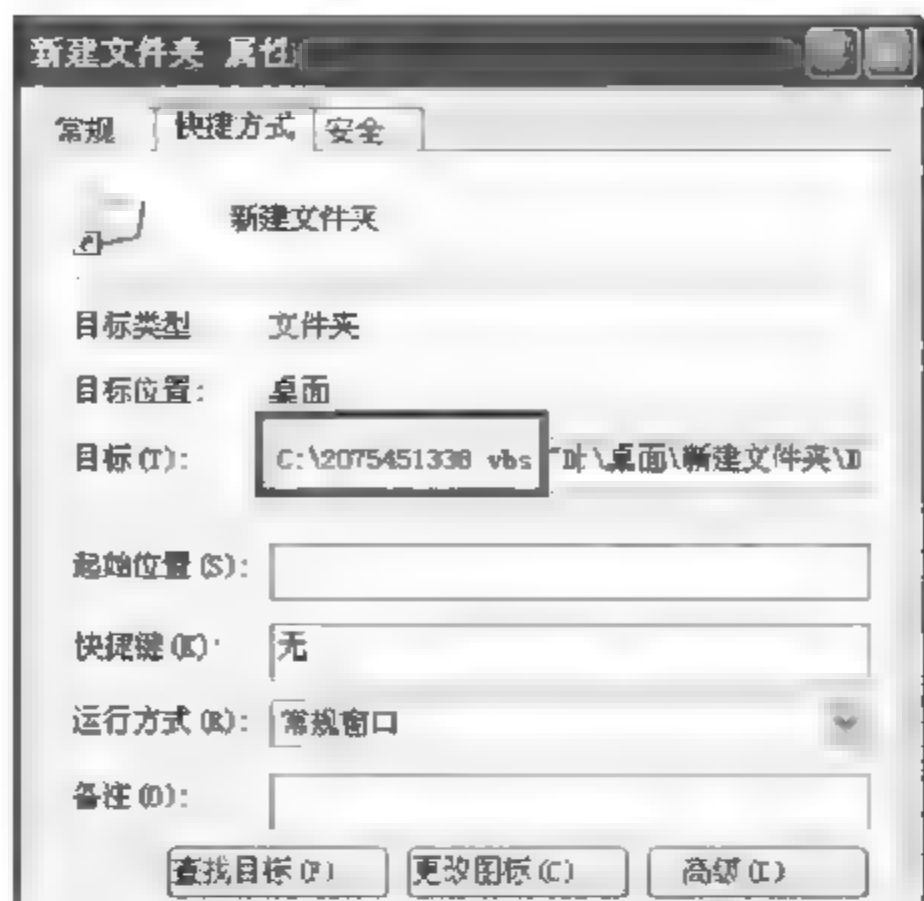 新建文件夹 属性
常规 快捷方式 安全
新建文件夹
目标类型 文件夹
目标位置: 桌面
目标(T): C:\2075451338 vbs \桌面\新建文件夹\D
起始位置(S):
快捷键(K): 无
运行方式(R): 常规窗口
备注(O):
查找目标(F) 更改图标(C) 高级